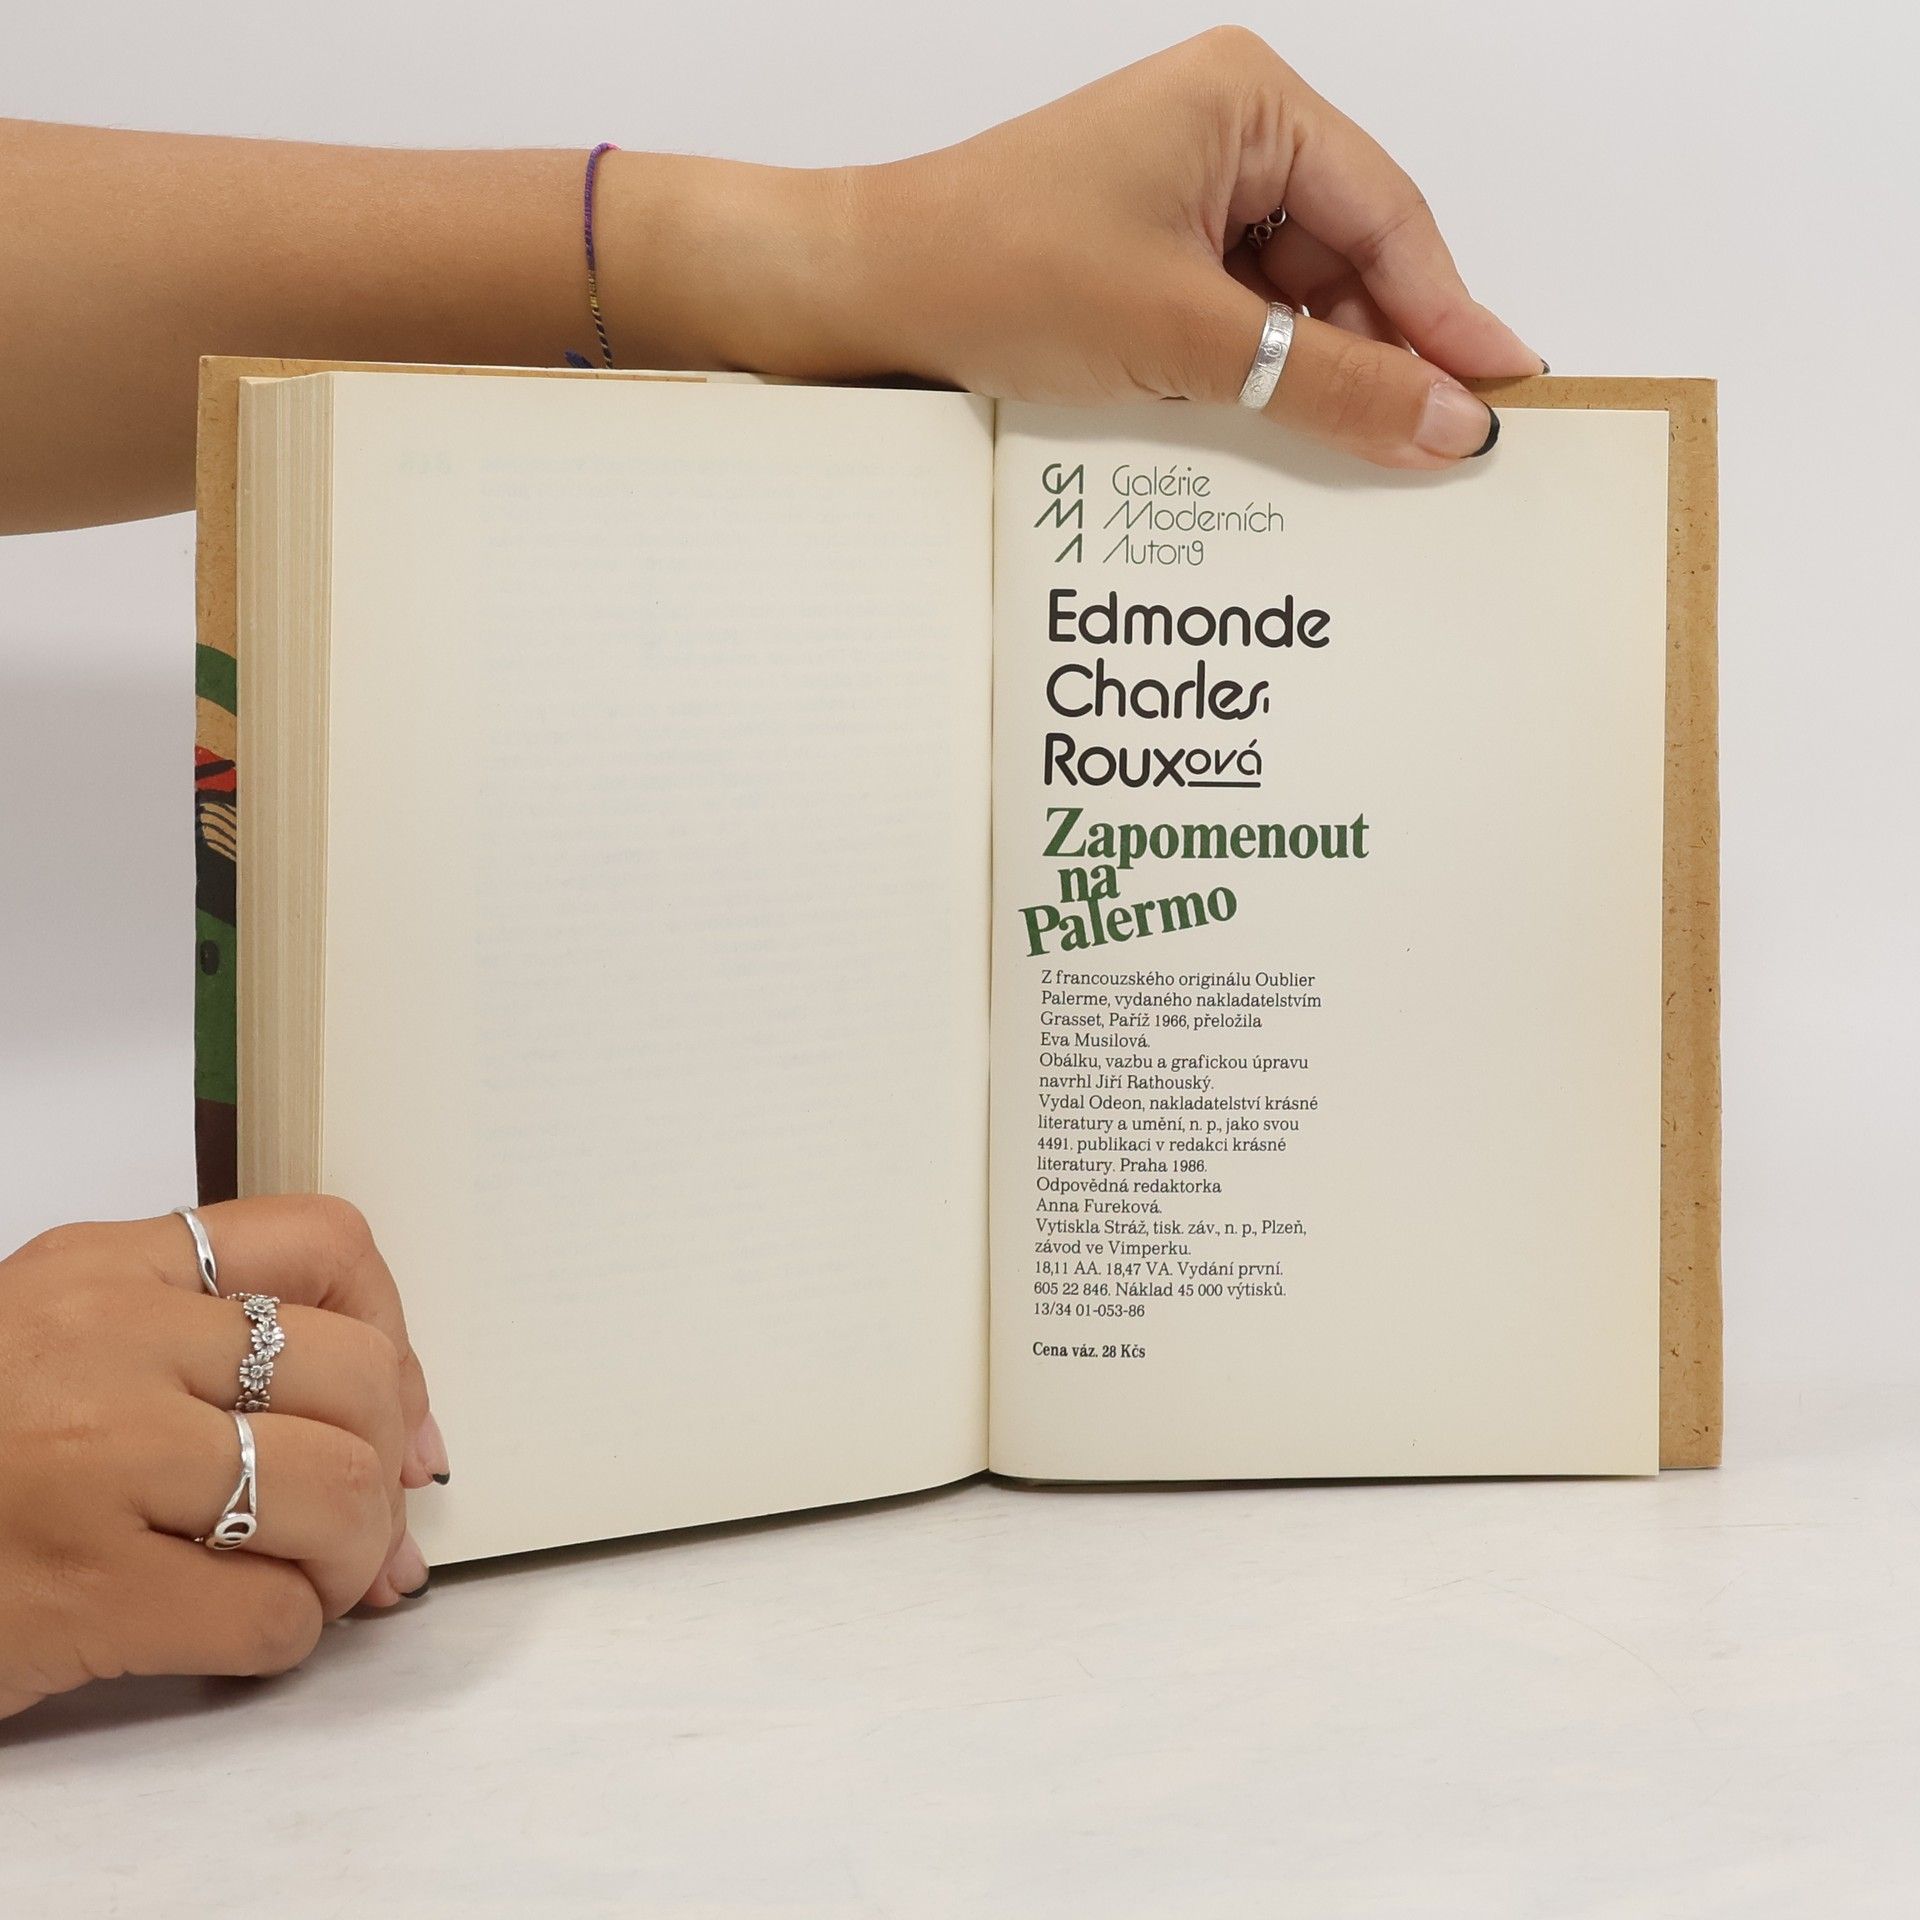 GMA Galérie
Moderních
Autorů
Edmonde
Charles-
Rouxová
Zapomenout
na
Palermo
Z francouzského originálu Oublier
Palerme, vydaného nakladatelstvím
Grasset, Paříž 1966, přeložila
Eva Musilová.
Obálku, vazbu a grafickou úpravu
navrhl Jiří Rathouský.
Vydal Odeon, nakladatelství krásné
literatury a umění, n. p., jako svou
4491. publikaci v redakci krásné
literatury. Praha 1986.
Odpovědná redaktorka
Anna Fureková.
Vytiskla Stráž, tisk. záv., n. p., Plzeň,
závod ve Vimperku.
18,11 AA. 18,47 VA. Vydání první.
605 22 846. Náklad 45 000 výtisků.
13/34 01-053-86
Cena váz. 28 Kčs